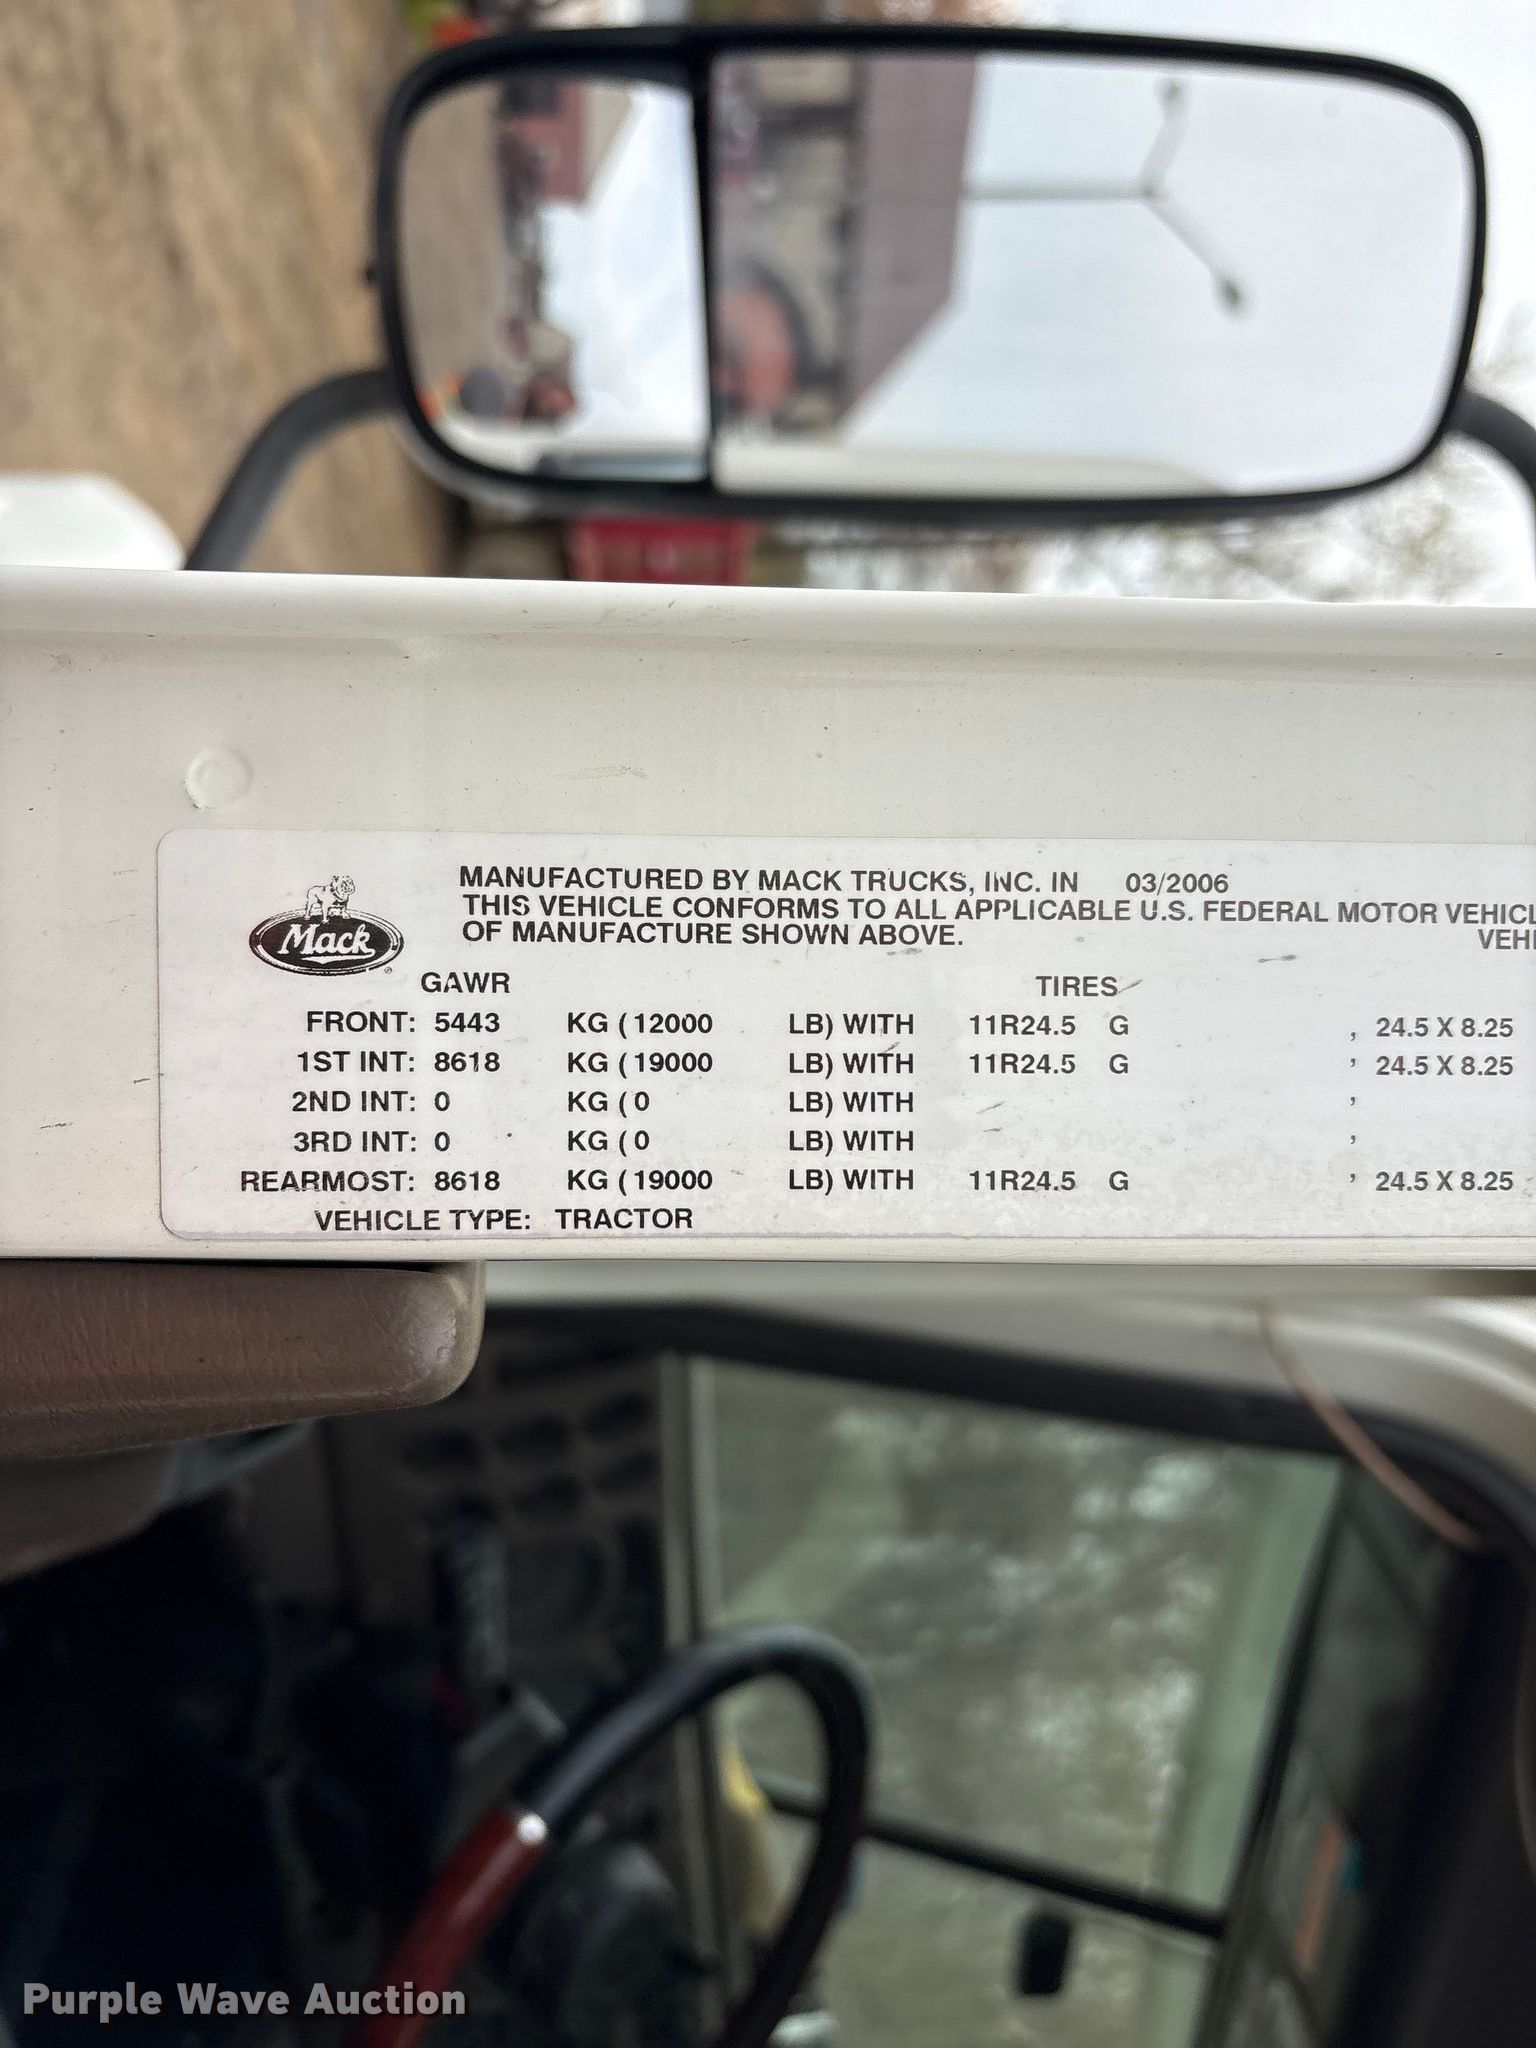 Mack
MANUFACTURED BY MACK TRUCKS, INC. IN 03/2006
THIS VEHICLE CONFORMS TO ALL APPLICABLE U.S. FEDERAL MOTOR VEHICL
OF MANUFACTURE SHOWN ABOVE. VEHI
GAWR TIRES
FRONT: 5443 KG ( 12000 LB) WITH 11R24.5 G , 24.5 X 8.25
1ST INT: 8618 KG ( 19000 LB) WITH 11R24.5 G , 24.5 X 8.25
2ND INT: 0 KG ( 0 LB) WITH ,
3RD INT: 0 KG ( 0 LB) WITH ,
REARMOST: 8618 KG ( 19000 LB) WITH 11R24.5 G , 24.5 X 8.25
VEHICLE TYPE: TRACTOR
Purple Wave Auction